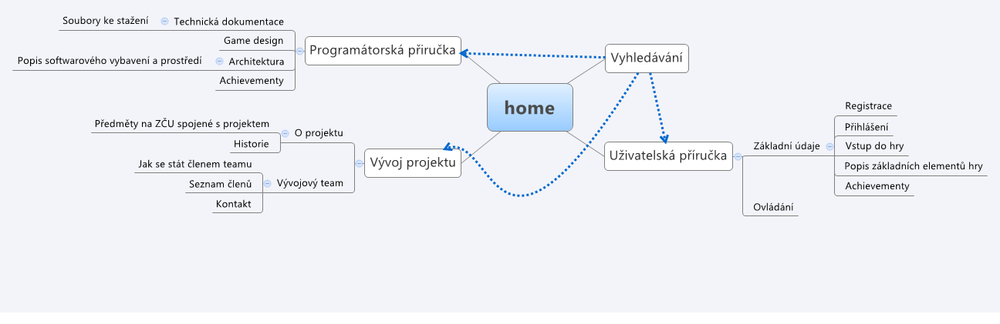 Soubory ke stažení
Technická dokumentace
Game design
Popis softwarového vybavení a prostředí
Architektura
Achievementy
Programátorská příručka
Vyhledávání
home
Předměty na ZČU spojené s projektem
O projektu
Historie
Jak se stát členem teamu
Seznam členů
Vývojový team
Kontakt
Vývoj projektu
Uživatelská příručka
Základní údaje
Registrace
Přihlášení
Vstup do hry
Popis základních elementů hry
Achievementy
Ovládání